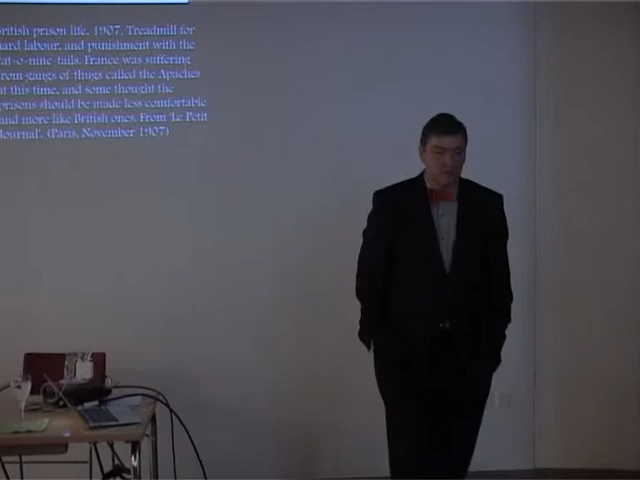 British prison life, 1907. Treadmill for
hard labour, and punishment with the
cat-o-nine-tails. France was suffering
from gangs of thugs called the Apaches
at this time, and some thought the
prisons should be made less comfortable
and more like British ones. From 'Le Petit
Journal'. (Paris, November 1907)